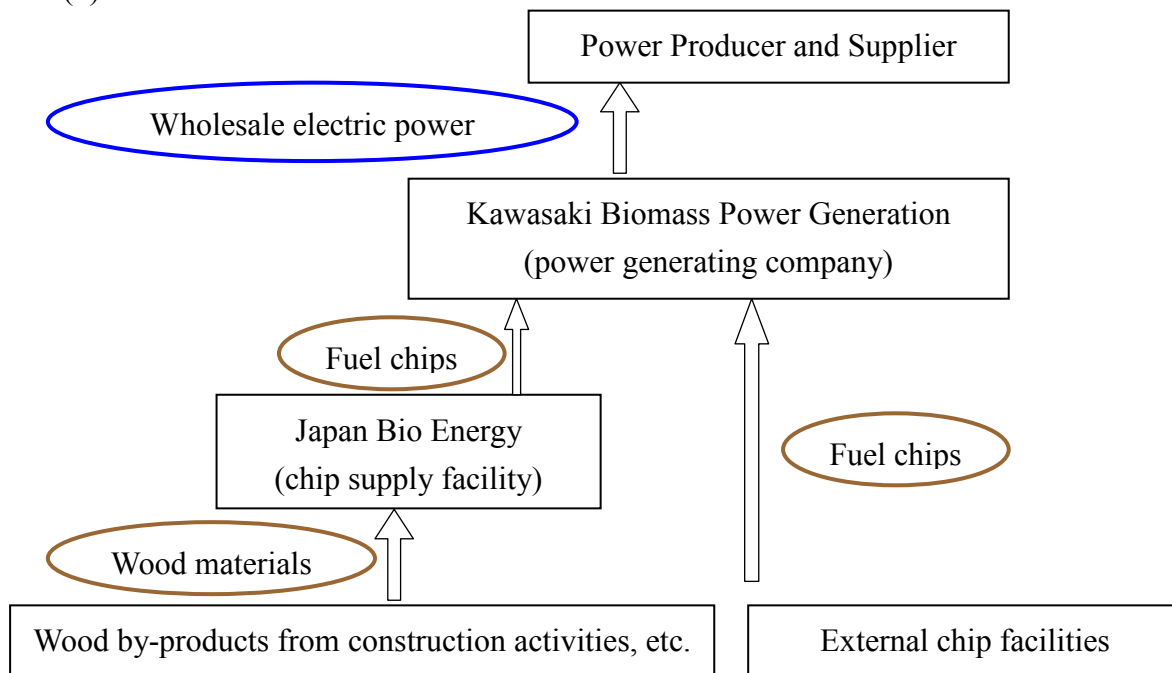 Power Producer and Supplier
Wholesale electric power
Kawasaki Biomass Power Generation
(power generating company)
Fuel chips
Japan Bio Energy
(chip supply facility)
Fuel chips
Wood materials
Wood by-products from construction activities, etc.
External chip facilities